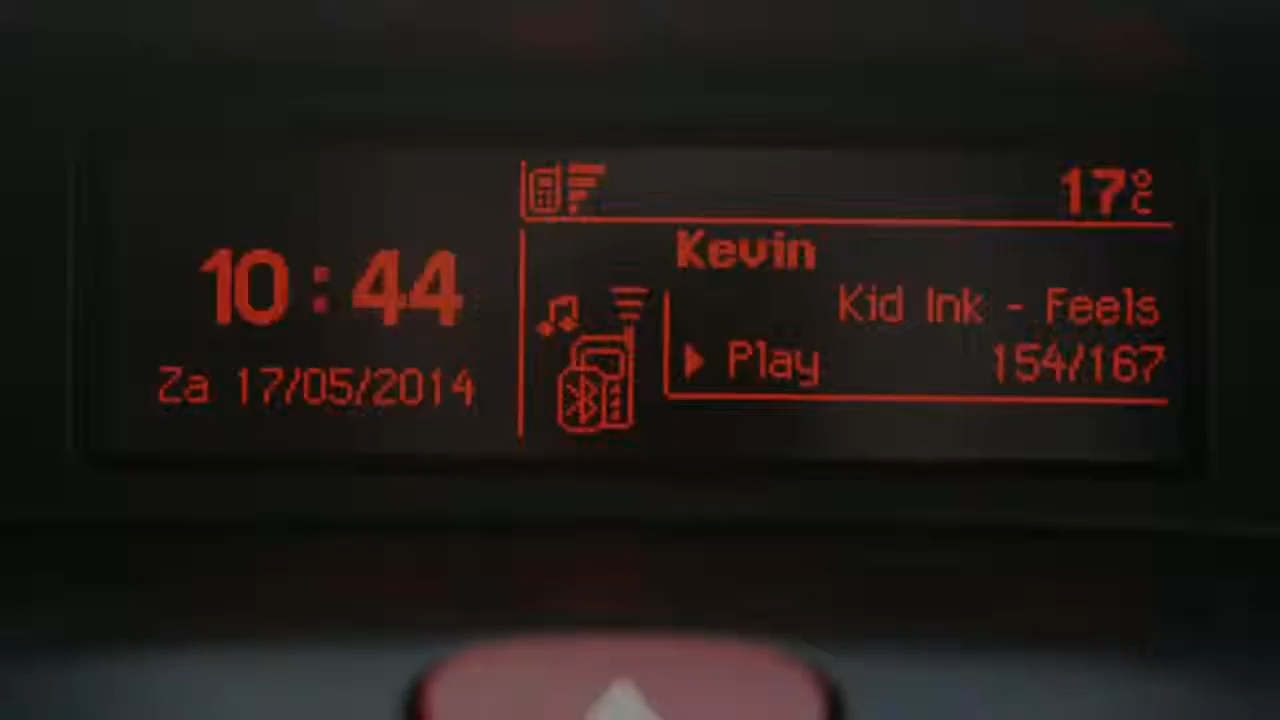 10:44
Za 17/05/2014
17°C
Kevin
Kid Ink - Feels
Play 154/167